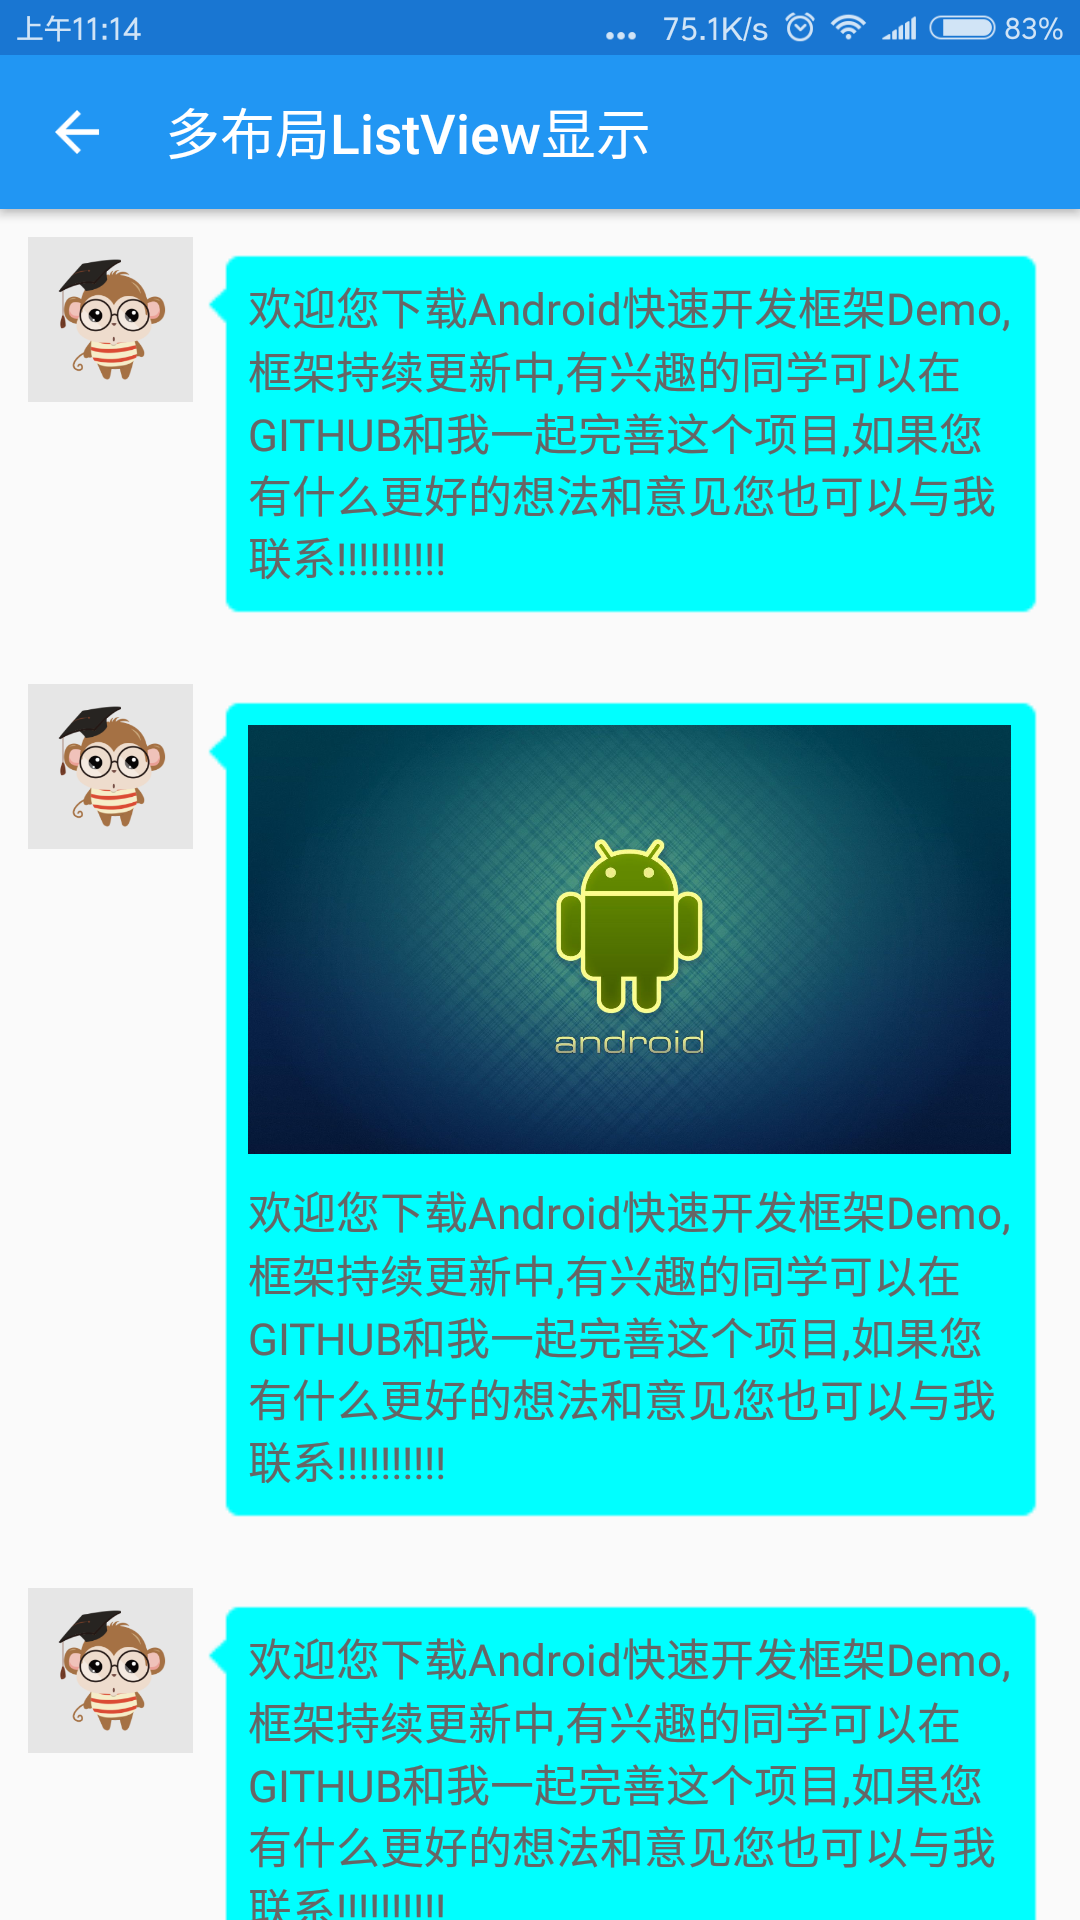 上午11:14 ... 75.1K/s 83%
多布局ListView显示
欢迎您下载Android快速开发框架Demo,
框架持续更新中,有兴趣的同学可以在
GITHUB和我一起完善这个项目,如果您
有什么更好的想法和意见您也可以与我
联系!!!!!!!!!!
android
欢迎您下载Android快速开发框架Demo,
框架持续更新中,有兴趣的同学可以在
GITHUB和我一起完善这个项目,如果您
有什么更好的想法和意见您也可以与我
联系!!!!!!!!!!
欢迎您下载Android快速开发框架Demo,
框架持续更新中,有兴趣的同学可以在
GITHUB和我一起完善这个项目,如果您
有什么更好的想法和意见您也可以与我
联系!!!!!!!!!!